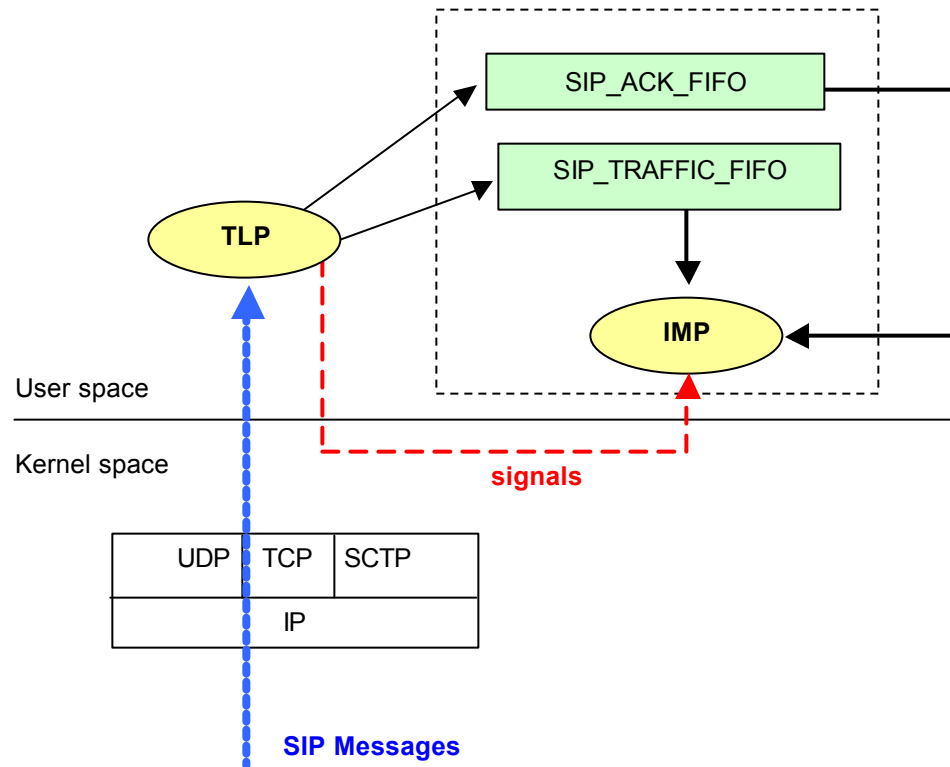 SIP_ACK_FIFO
SIP_TRAFFIC_FIFO
TLP
IMP
User space
Kernel space
signals
UDP TCP SCTP
IP
SIP Messages